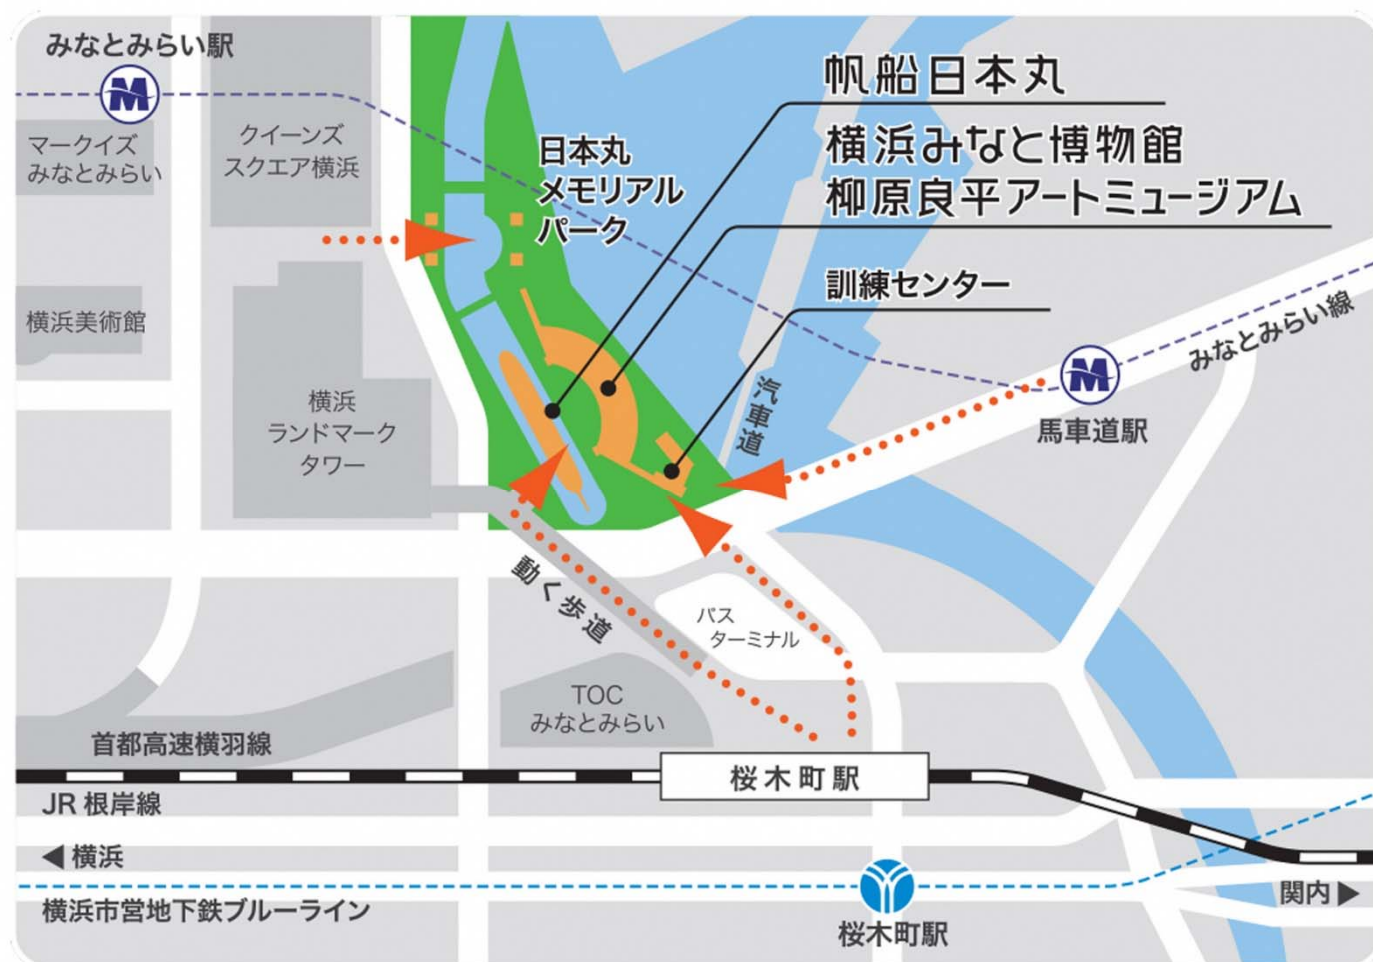 みなとみらい駅
M
マークイズ
みなとみらい
クイーンズ
スクエア横浜
日本丸
メモリアル
パーク
帆船日本丸
横浜みなと博物館
柳原良平アートミュージアム
訓練センター
横浜美術館
横浜
ランドマーク
タワー
汽車道
みなとみらい線
M
馬車道駅
動く歩道
バス
ターミナル
TOC
みなとみらい
首都高速横羽線
桜木町駅
JR 根岸線
◀横浜
関内▶
横浜市営地下鉄ブルーライン
桜木町駅